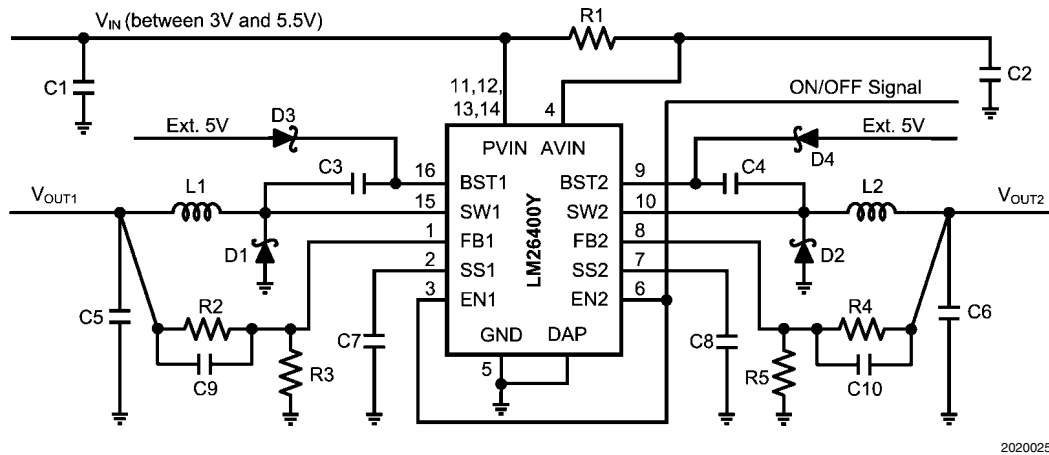 V_IN (between 3V and 5.5V)
R1
C1
C2
11,12,
13,14
4
ON/OFF Signal
Ext. 5V
D3
Ext. 5V
D4
PVIN AVIN
C3
C4
V_OUT1
L1
L2
V_OUT2
16
BST1
BST2
9
15
SW1
SW2
10
1
FB1
FB2
8
2
SS1
SS2
7
3
EN1
EN2
6
LM26400Y
D1
D2
C5
R2
C9
R3
C7
GND DAP
5
C8
R5
R4
C10
C6
2020025